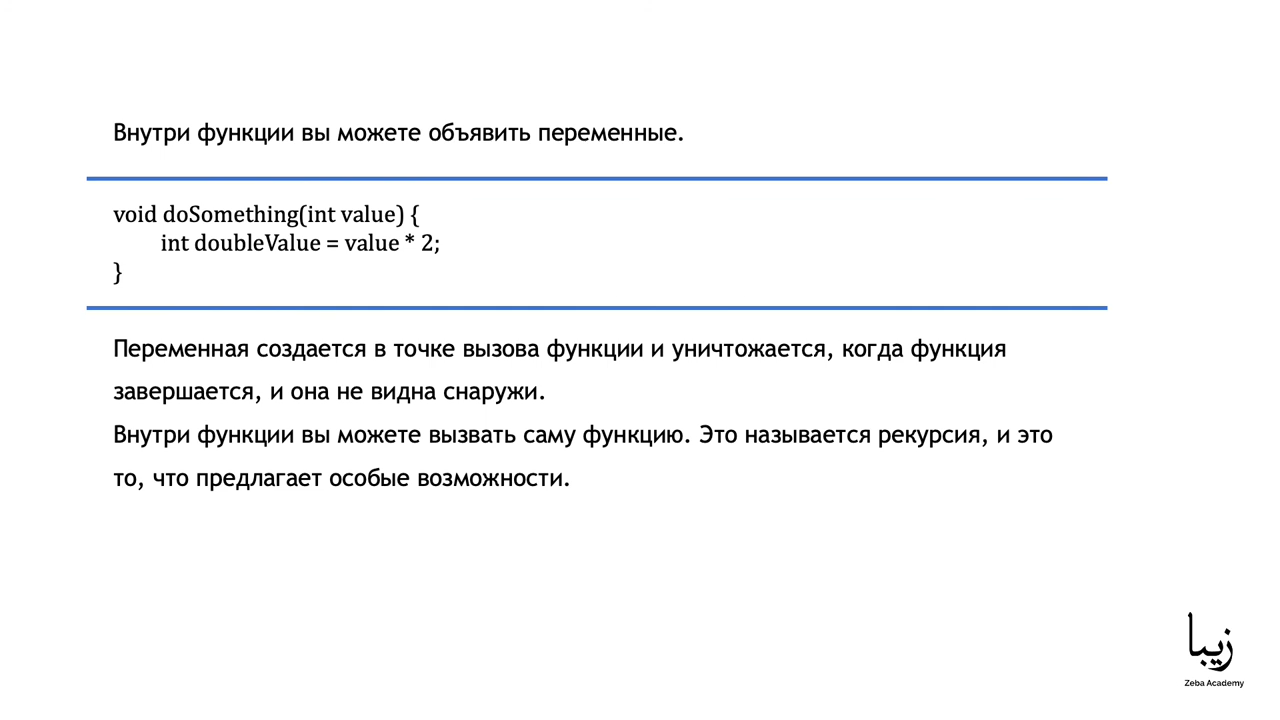 Внутри функции вы можете объявить переменные.
void doSomething(int value) {
int doubleValue = value * 2;
}
Переменная создается в точке вызова функции и уничтожается, когда функция
завершается, и она не видна снаружи.
Внутри функции вы можете вызвать саму функцию. Это называется рекурсия, и это
то, что предлагает особые возможности.
زیبا
Zeba Academy